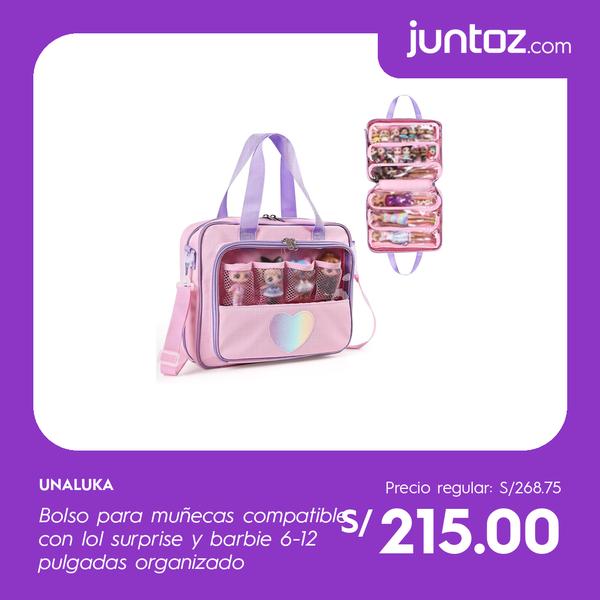 juntoz.com
UNALUKA
Bolso para muñecas compatible
con lol surprise y barbie 6-12
pulgadas organizado
Precio regular: S/268.75
S/ 215.00